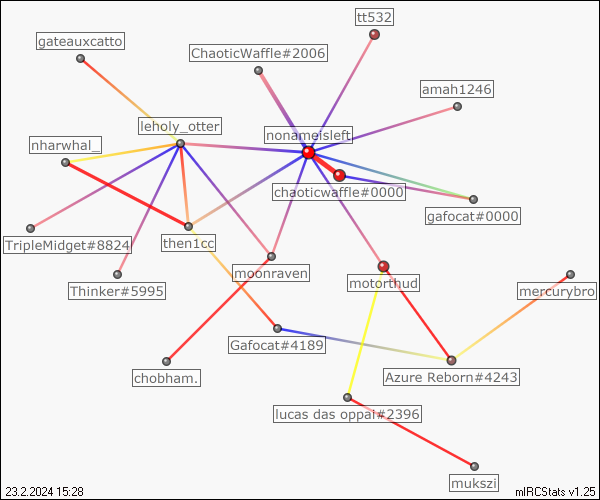 tt532
gateauxcatto
ChaoticWaffle#2006
amah1246
leholy_otter
nonameisleft
nharwhal_
chaoticwaffle#0000
gafocat#0000
TripleMidget#8824
then1cc
moonraven
motorthud
Thinker#5995
mercurybro
Gafocat#4189
chobham.
Azure Reborn#4243
lucas das oppai#2396
mukszi
23.2.2024 15:28
mIRCStats v1.25